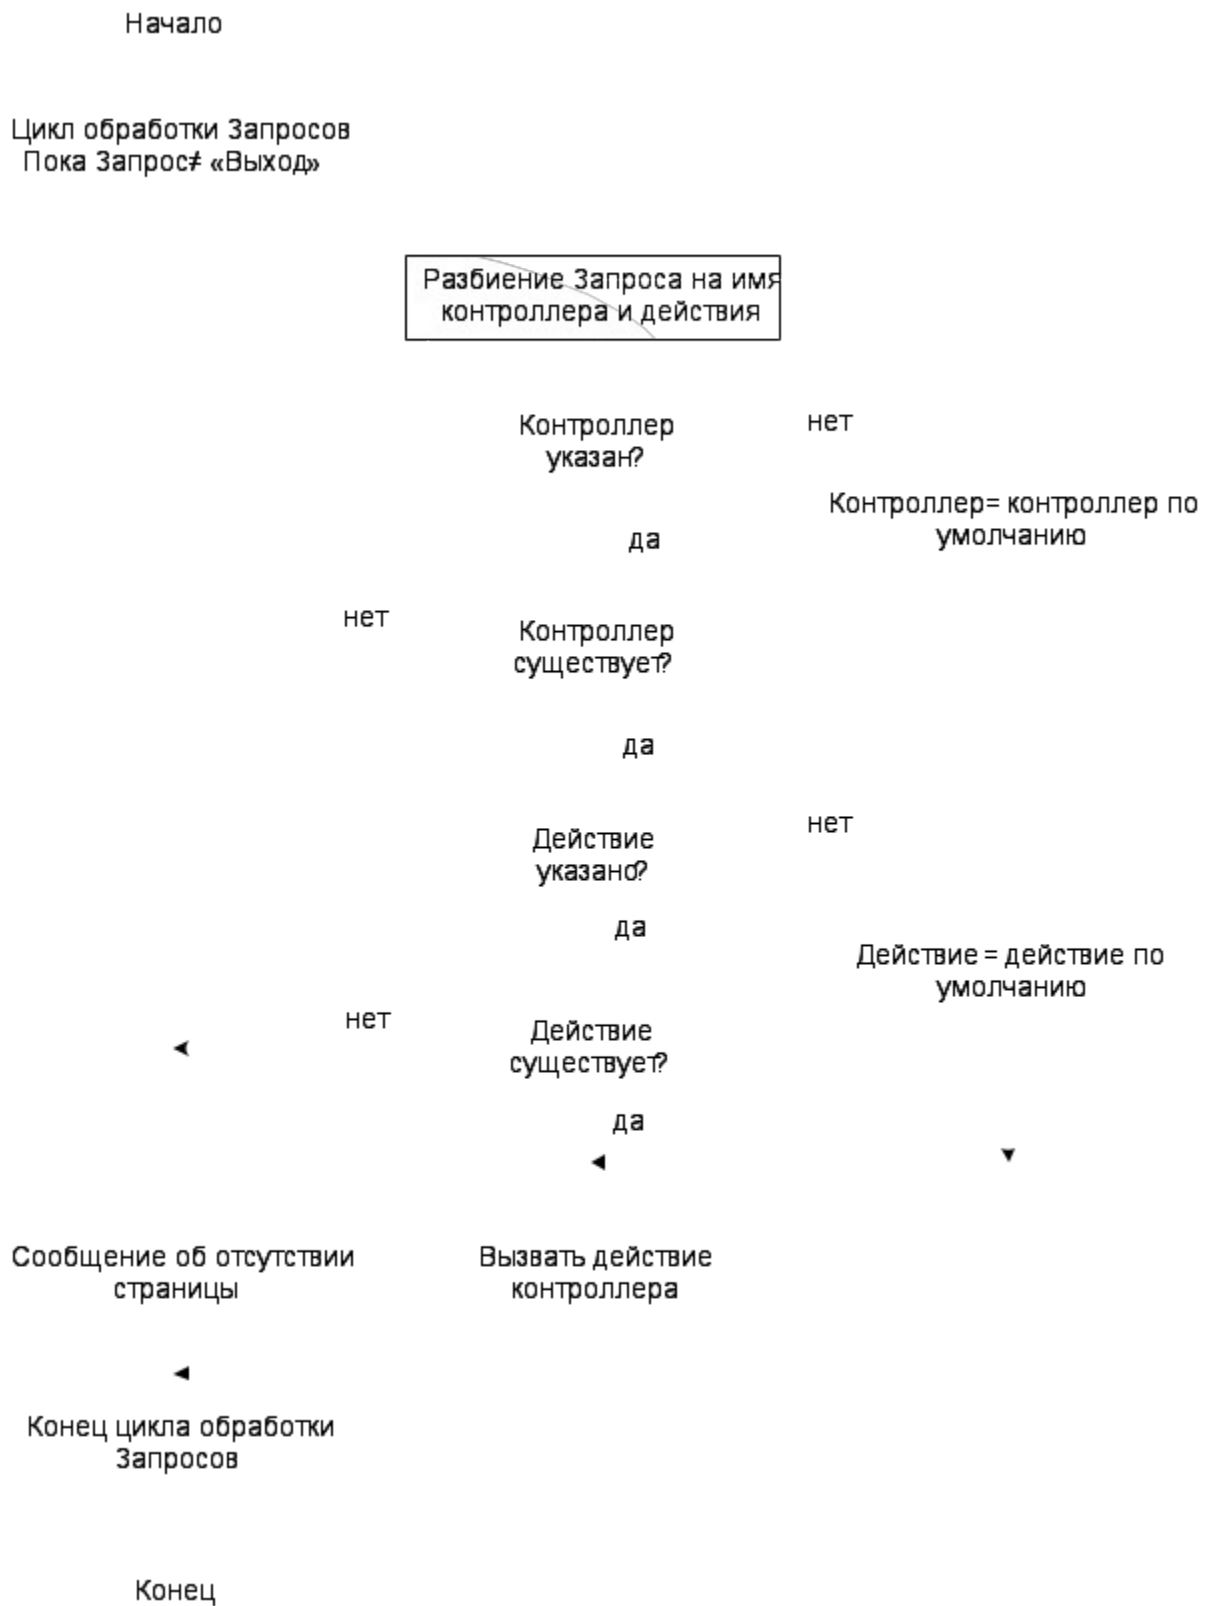 Начало
Цикл обработки Запросов
Пока Запрос≠ «Выход»
Разбиение Запроса на имя
контроллера и действия
Контроллер
указан?
нет
Контроллер= контроллер по
умолчанию
да
нет
Контроллер
существует?
да
Действие
указано?
нет
да
Действие = действие по
умолчанию
нет
Действие
существует?
да
Сообщение об отсутствии
страницы
Вызвать действие
контроллера
Конец цикла обработки
Запросов
Конец